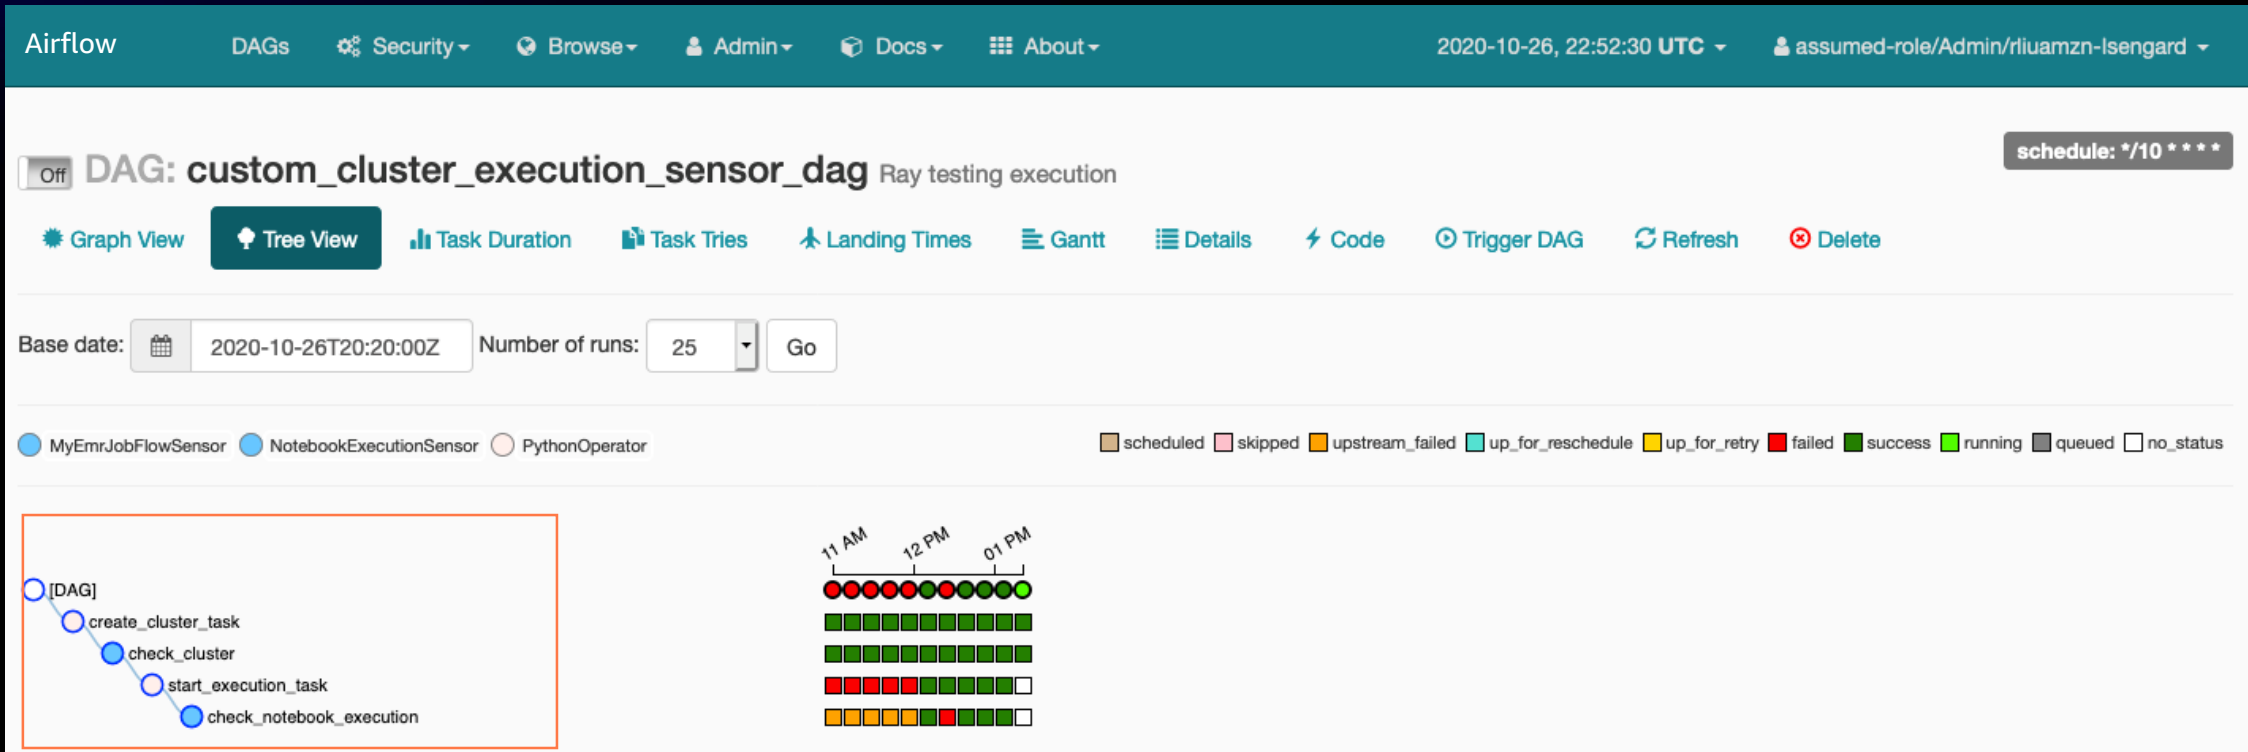 Airflow DAGs Security Browse Admin Docs About 2020-10-26, 22:52:30 UTC assumed-role/Admin/rliuamzn-Isengard
schedule: */10 * * * *
Off DAG: custom_cluster_execution_sensor_dag Ray testing execution
Graph View Tree View Task Duration Task Tries Landing Times Gantt Details Code Trigger DAG Refresh Delete
Base date: 2020-10-26T20:20:00Z Number of runs: 25 Go
MyEmrJobFlowSensor NotebookExecutionSensor PythonOperator scheduled skipped upstream_failed up_for_reschedule up_for_retry failed success running queued no_status
11 AM 12 PM 01 PM
[DAG]
create_cluster_task
check_cluster
start_execution_task
check_notebook_execution